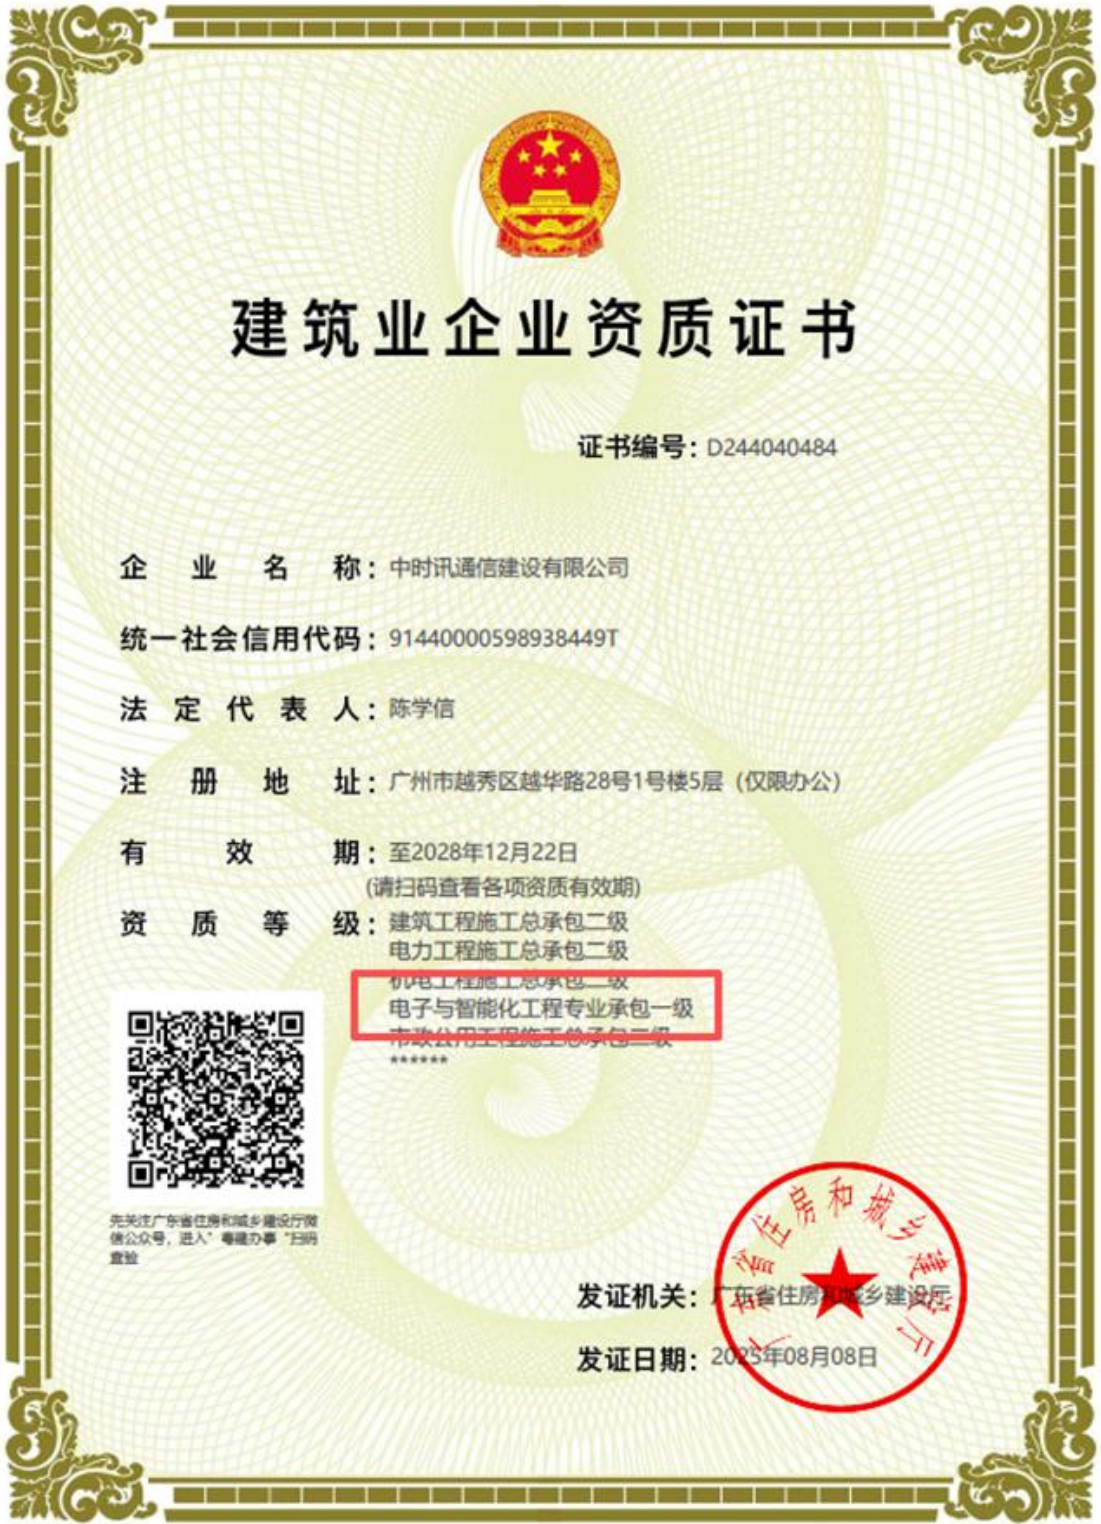 建筑业企业资质证书
证书编号：D244040484
企业名称：中时讯通信建设有限公司
统一社会信用代码：91440000598938449T
法定代表人：陈学信
注册地址：广州市越秀区越华路28号1号楼5层（仅限办公）
有效期：至2028年12月22日
(请扫码查看各项资质有效期)
资质等级：建筑工程施工总承包二级
电力工程施工总承包二级
机电工程施工总承包二级
电子与智能化工程专业承包一级
市政公用工程施工总承包二级
******
先关注广东省住房和城乡建设厅微
信公众号，进入“粤建办事“扫码
查验
广东省住房和城乡建设厅
发证机关：广东省住房和城乡建设厅
发证日期：2025年08月08日